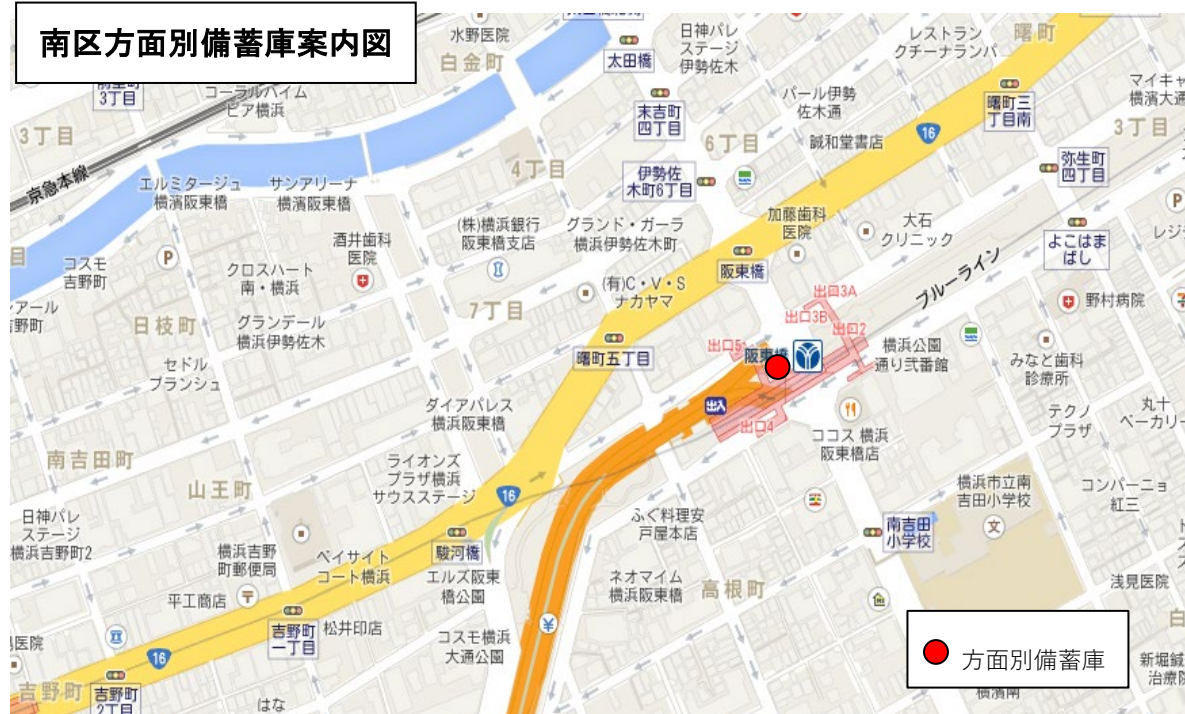 南区方面別備蓄庫案内図
水野医院
白金町
太田橋
日神パレ
ステージ
伊勢佐木
レストラン
クチーナランパ
曙町
3丁目
コーラルハイム
ピア横浜
3丁目
末吉町
四丁目
パール伊勢
佐木通
曙町三
丁目南
マイキャ
横濱大通
3丁目
16
6丁目
誠和堂書店
京急本線
4丁目
伊勢佐
木町6丁目
弥生町
四丁目
エルミタージュ
横濱阪東橋
サンアリーナ
横濱阪東橋
P
酒井歯科
医院
(株)横浜銀行
阪東橋支店
グランド・ガーラ
横浜伊勢佐木町
加藤歯科
医院
大石
クリニック
よこはま
ばし
レジ
目
コスモ
吉野町
P
クロスハート
南・横浜
阪東橋
ブルーライン
(有)C・V・S
ナカヤマ
出口3A
出口3B
出口2
野村病院
アール
野町
日枝町
グランデール
横浜伊勢佐木
7丁目
曙町五丁目
出口5
阪東橋
横浜公園
通り弐番館
みなと歯科
診療所
セドル
ブランシュ
ダイアパレス
横浜阪東橋
出入
出口4
ココス 横浜
阪東橋店
テクノ
プラザ
丸十
ベーカリー
南吉田町
山王町
ライオンズ
プラザ横浜
サウスステージ
16
横浜市立南
吉田小学校
文
コンパーニョ
紅三
日神パレ
ステージ
横浜吉野町2
横浜吉野
町郵便局
ベイサイト
コート横浜
駿河橋
ふぐ料理安
戸屋本店
南吉田
小学校
平工商店
エルズ阪東
橋公園
ネオマイム
横浜阪東橋
高根町
浅見医院
吉野町
一丁目
松井印店
コスモ横浜
大通公園
白
医院
16
方面別備蓄庫
新堀鍼
治療院
吉野町
吉野町
2丁目
はな
横濱南